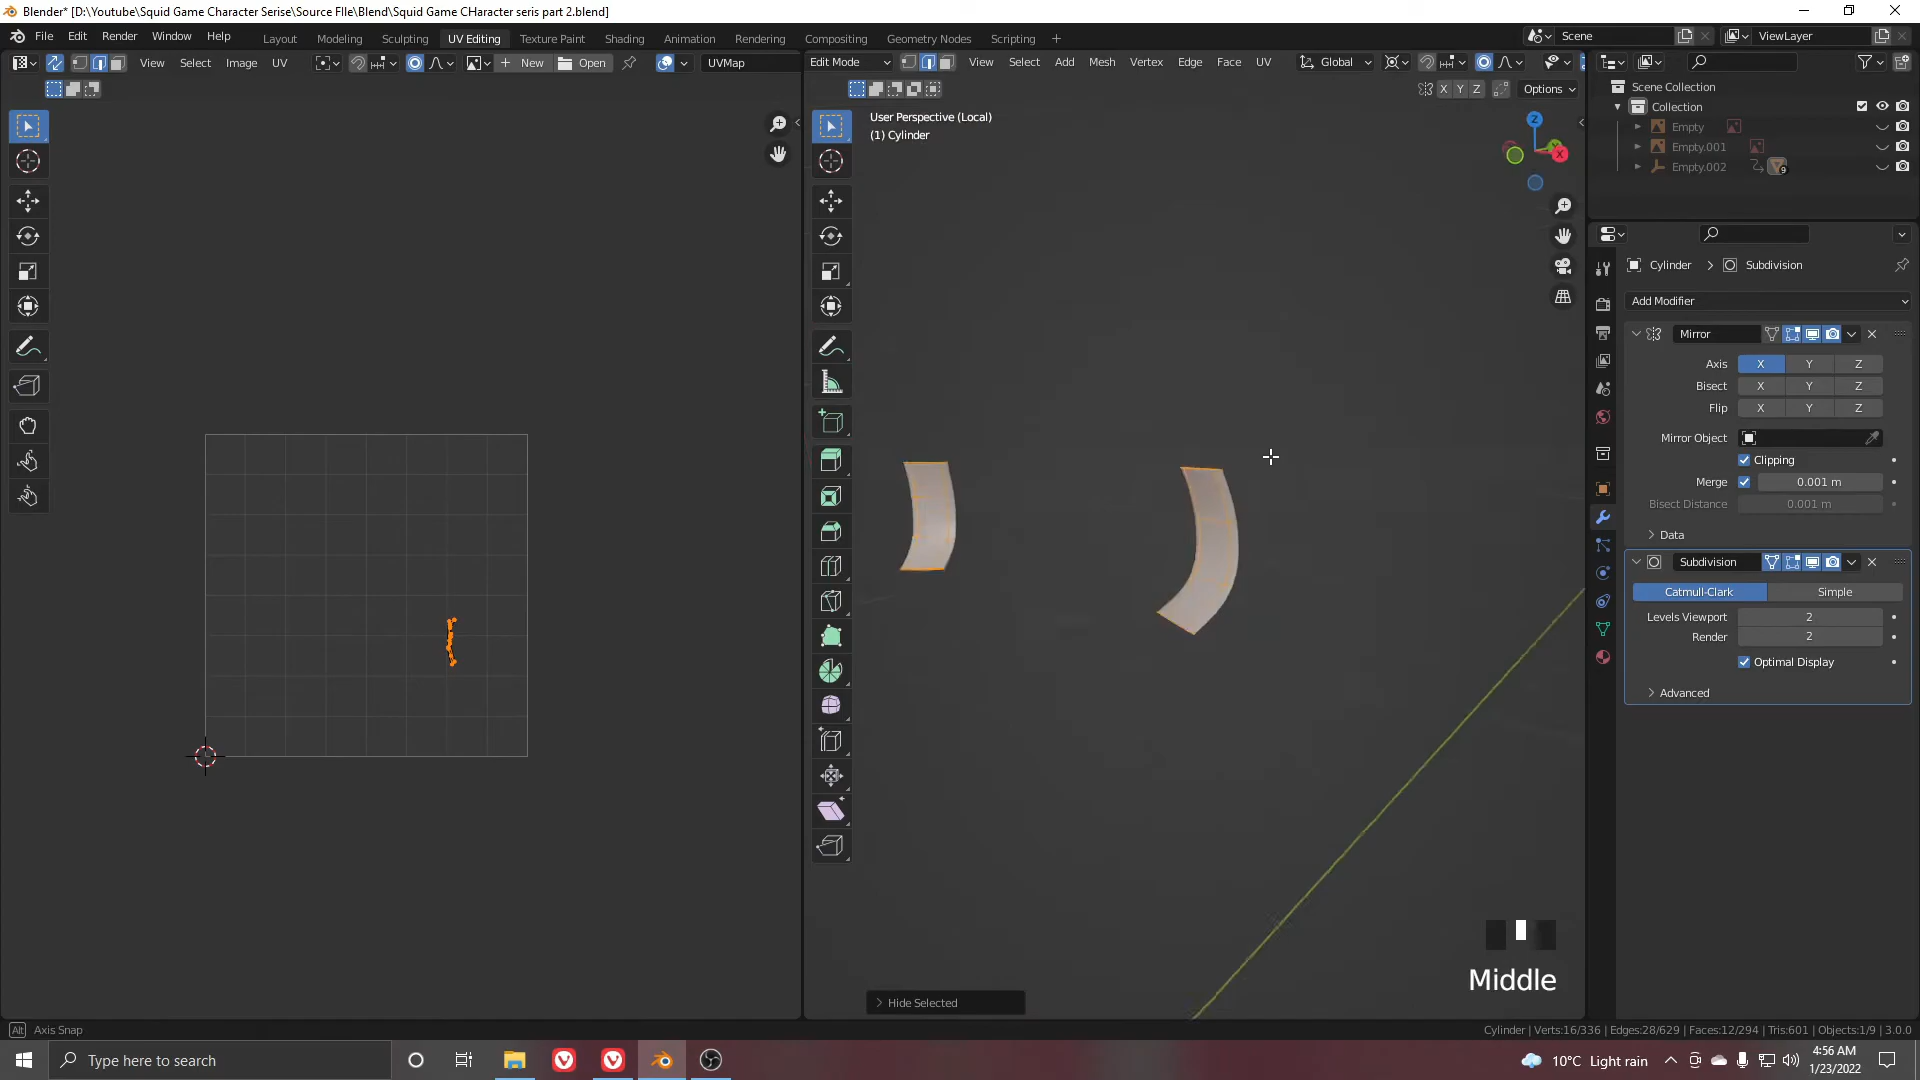 Blender* [D:\Youtube\Squid Game Character Serise\Source FIle\Blend\Squid Game CHaracter seris part 2.blend]
File Edit Render Window Help Layout Modeling Sculpting UV Editing Texture Paint Shading Animation Rendering Compositing Geometry Nodes Scripting + Scene ViewLayer
View Select Image UV New Open UVMap Edit Mode View Select Add Mesh Vertex Edge Face UV Global
X Y Z Options
Scene Collection
Collection
Empty
Empty.001
Empty.002
9
User Perspective (Local)
(1) Cylinder
Z
X
Cylinder > Subdivision
Add Modifier
Mirror
Axis X Y Z
Bisect X Y Z
Flip X Y Z
Mirror Object
Clipping
Merge 0.001 m
Bisect Distance 0.001 m
Data
Subdivision
Catmull-Clark Simple
Levels Viewport 2
Render 2
Optimal Display
Advanced
Middle
Hide Selected
Alt Axis Snap Cylinder | Verts:16/336 | Edges:28/629 | Faces:12/294 | Tris:601 | Objects:1/9 | 3.0.0
Type here to search 10°C Light rain 4:56 AM
1/23/2022